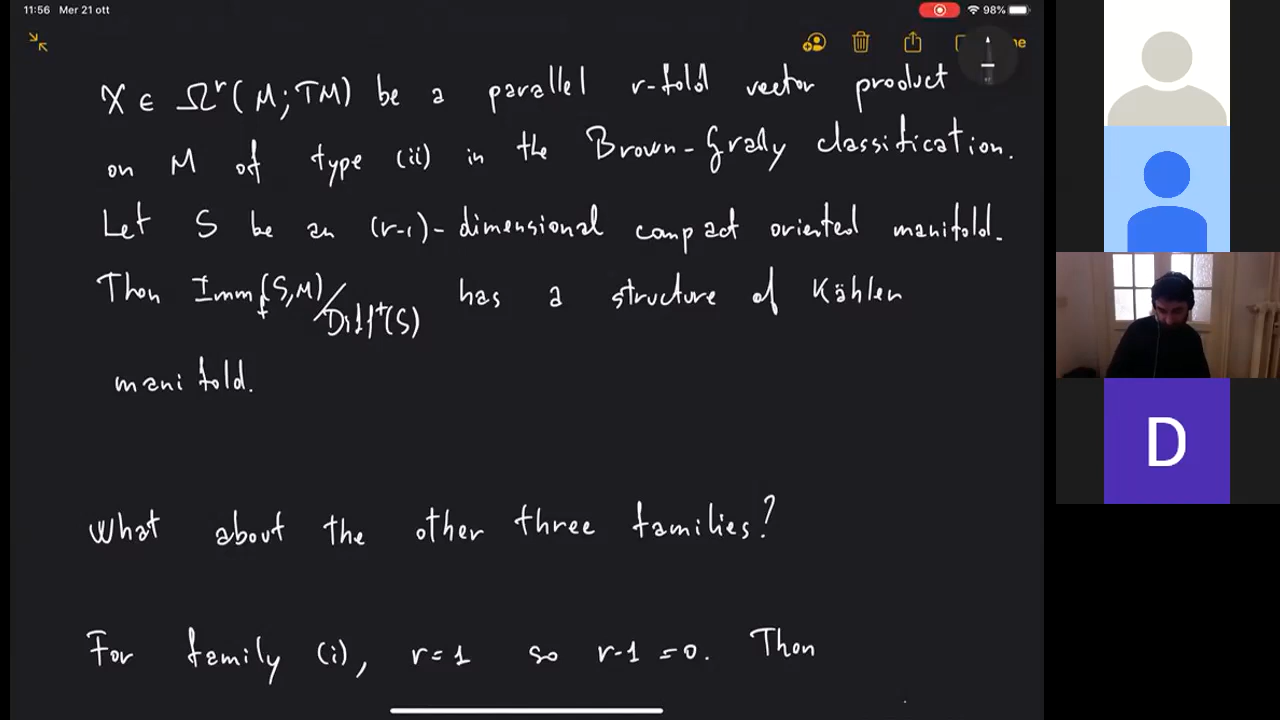 11:56 Mer 21 ott
98%
X ∈ Ω^r(M; TM) be a parallel r-fold vector product
on M of type (ii) in the Brown-Gray classification.
Let S be an (r-1)-dimensional compact oriented manifold.
Then Imm_f(S,M)/Diff^+(S) has a structure of Kähler
manifold.
What about the other three families?
For family (i), r=1 so r-1=0. Then
D